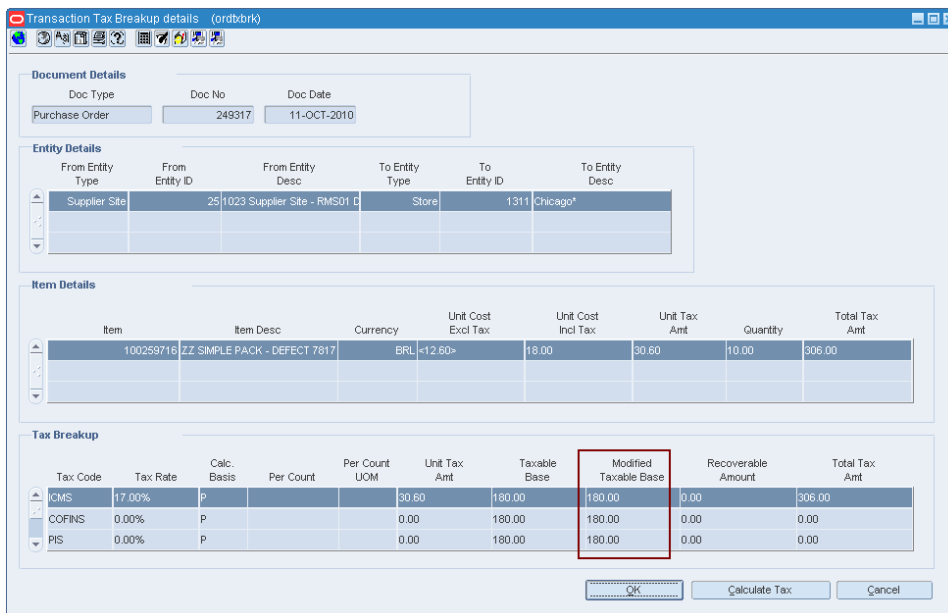 Transaction Tax Breakup details (ordtxbrk)
Document Details
Doc Type Doc No Doc Date
Purchase Order 249317 11-OCT-2010
Entity Details
From Entity From From Entity To Entity To To Entity
Type Entity ID Desc Type Entity ID Desc
Supplier Site 25 1023 Supplier Site - RMS01 D Store 1311 Chicago*
Item Details
Unit Cost Unit Cost Unit Tax Total Tax
Item Item Desc Currency Excl Tax Incl Tax Amt Quantity Amt
100259716 ZZ SIMPLE PACK - DEFECT 7817 BRL <12.60> 18.00 30.60 10.00 306.00
Tax Breakup
Calc. Per Count Unit Tax Taxable Modified Recoverable Total Tax
Tax Code Tax Rate Basis Per Count UOM Amt Base Taxable Base Amount Amt
ICMS 17.00% P 30.60 180.00 180.00 0.00 306.00
COFINS 0.00% P 0.00 180.00 180.00 0.00 0.00
PIS 0.00% P 0.00 180.00 180.00 0.00 0.00
OK Calculate Tax Cancel